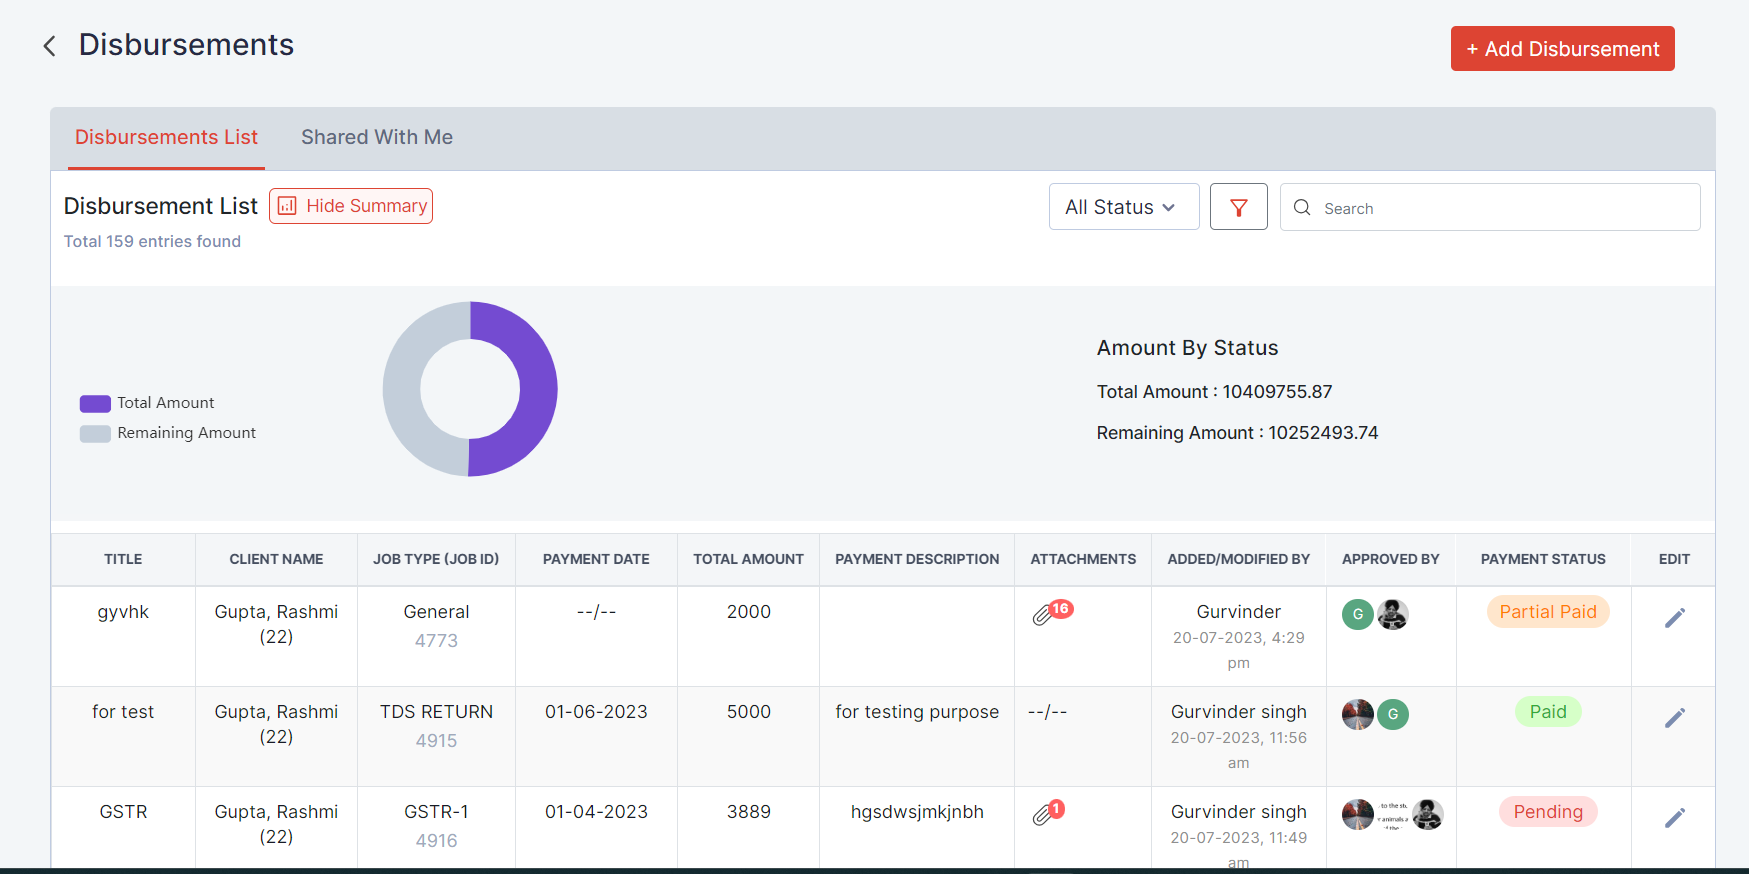 Disbursements
+ Add Disbursement
Disbursements List
Shared With Me
Disbursement List
Hide Summary
All Status
Search
Total 159 entries found
Total Amount
Remaining Amount
Amount By Status
Total Amount : 10409755.87
Remaining Amount : 10252493.74
TITLE CLIENT NAME JOB TYPE (JOB ID) PAYMENT DATE TOTAL AMOUNT PAYMENT DESCRIPTION ATTACHMENTS ADDED/MODIFIED BY APPROVED BY PAYMENT STATUS EDIT
gyvhk Gupta, Rashmi General --/-- 2000 16 Gurvinder G Partial Paid
(22) 4773 20-07-2023, 4:29
pm
for test Gupta, Rashmi TDS RETURN 01-06-2023 5000 for testing purpose --/-- Gurvinder singh G Paid
(22) 4915 20-07-2023, 11:56
am
GSTR Gupta, Rashmi GSTR-1 01-04-2023 3889 hgsdwsjmkjnbh 1 Gurvinder singh Pending
(22) 4916 20-07-2023, 11:49
am